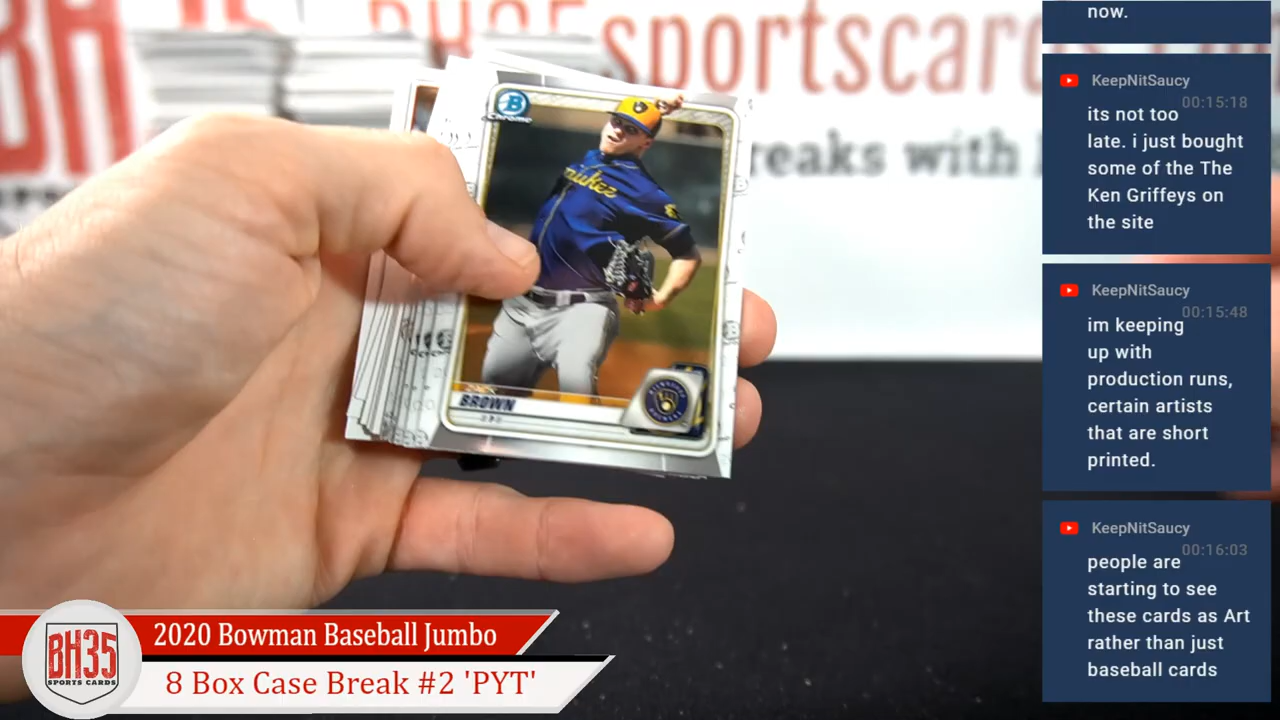 BH35sportscards
breaks with
B
Chrome
BROWN
now.
KeepNitSaucy
00:15:18
its not too
late. i just bought
some of the The
Ken Griffeys on
the site
KeepNitSaucy
00:15:48
im keeping
up with
production runs,
certain artists
that are short
printed.
KeepNitSaucy
00:16:03
people are
starting to see
these cards as Art
rather than just
baseball cards
BH35
SPORTS CARDS
2020 Bowman Baseball Jumbo
8 Box Case Break #2 'PYT'